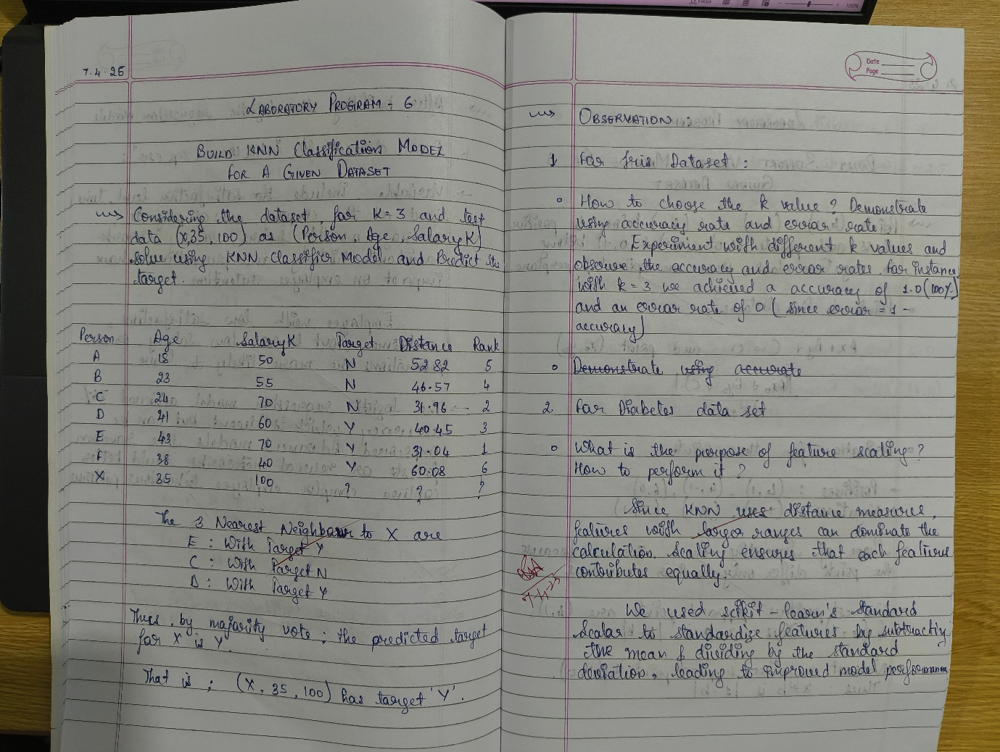 7.4.25
LABORATORY PROGRAM - 6
BUILD KNN Classification MODEL
FOR A GIVEN DATASET
Considering the dataset, for K=3 and test
data (X,35,100) as (Person, Age, SalaryK)
solve using KNN classifier Model and Predict the
target.
Person Age SalaryK Target Distance Rank
A 18 50 N 52.82 5
B 23 55 N 46.57 4
C 24 70 N 31.96 2
D 41 60 Y 40.45 3
E 43 70 Y 31.04 1
F 38 40 Y 60.08 6
X 35 100 ? ? ?
The 3 Nearest Neighbour to X are
E : With Target Y
C : With Target N
D : With Target Y
Thus, by majority vote; the predicted target
for X is Y.
That is ; (X, 35, 100) has target 'Y'.
Date
Page
OBSERVATION :
1 For Iris Dataset :
How to choose the k value ? Demonstrate
using accuracy rate and error rate.
Experiment with different k values and
observe the accuracy and error rates. For instance
with k = 3 we achieved a accuracy of 1.0 (100%)
and an error rate of 0 ( since error = 1 -
accuracy)
Demonstrate using accurate
2 For Diabetes data set
What is the purpose of feature scaling?
How to perform it ?
Since KNN uses distance measures,
features with larger ranges can dominate the
calculation. Scaling ensures that each feature
contributes equally.
We used scikit-learn's standard
Scalar to standardize features by subtracting
the mean & dividing by the standard
deviation, leading to improved model performance